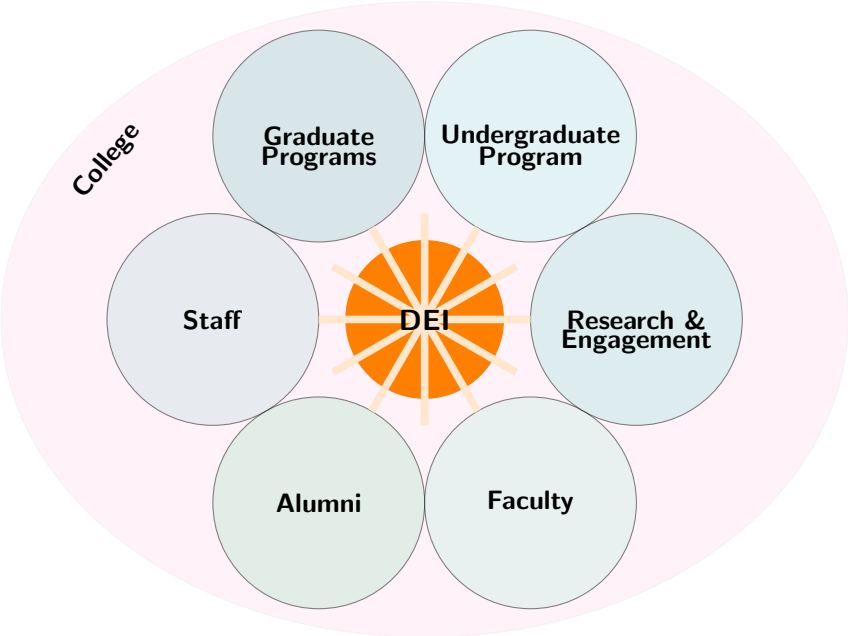 College
Graduate
Programs
Undergraduate
Program
Staff
DEI
Research &
Engagement
Alumni
Faculty